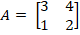 A = [3 4
1 2]